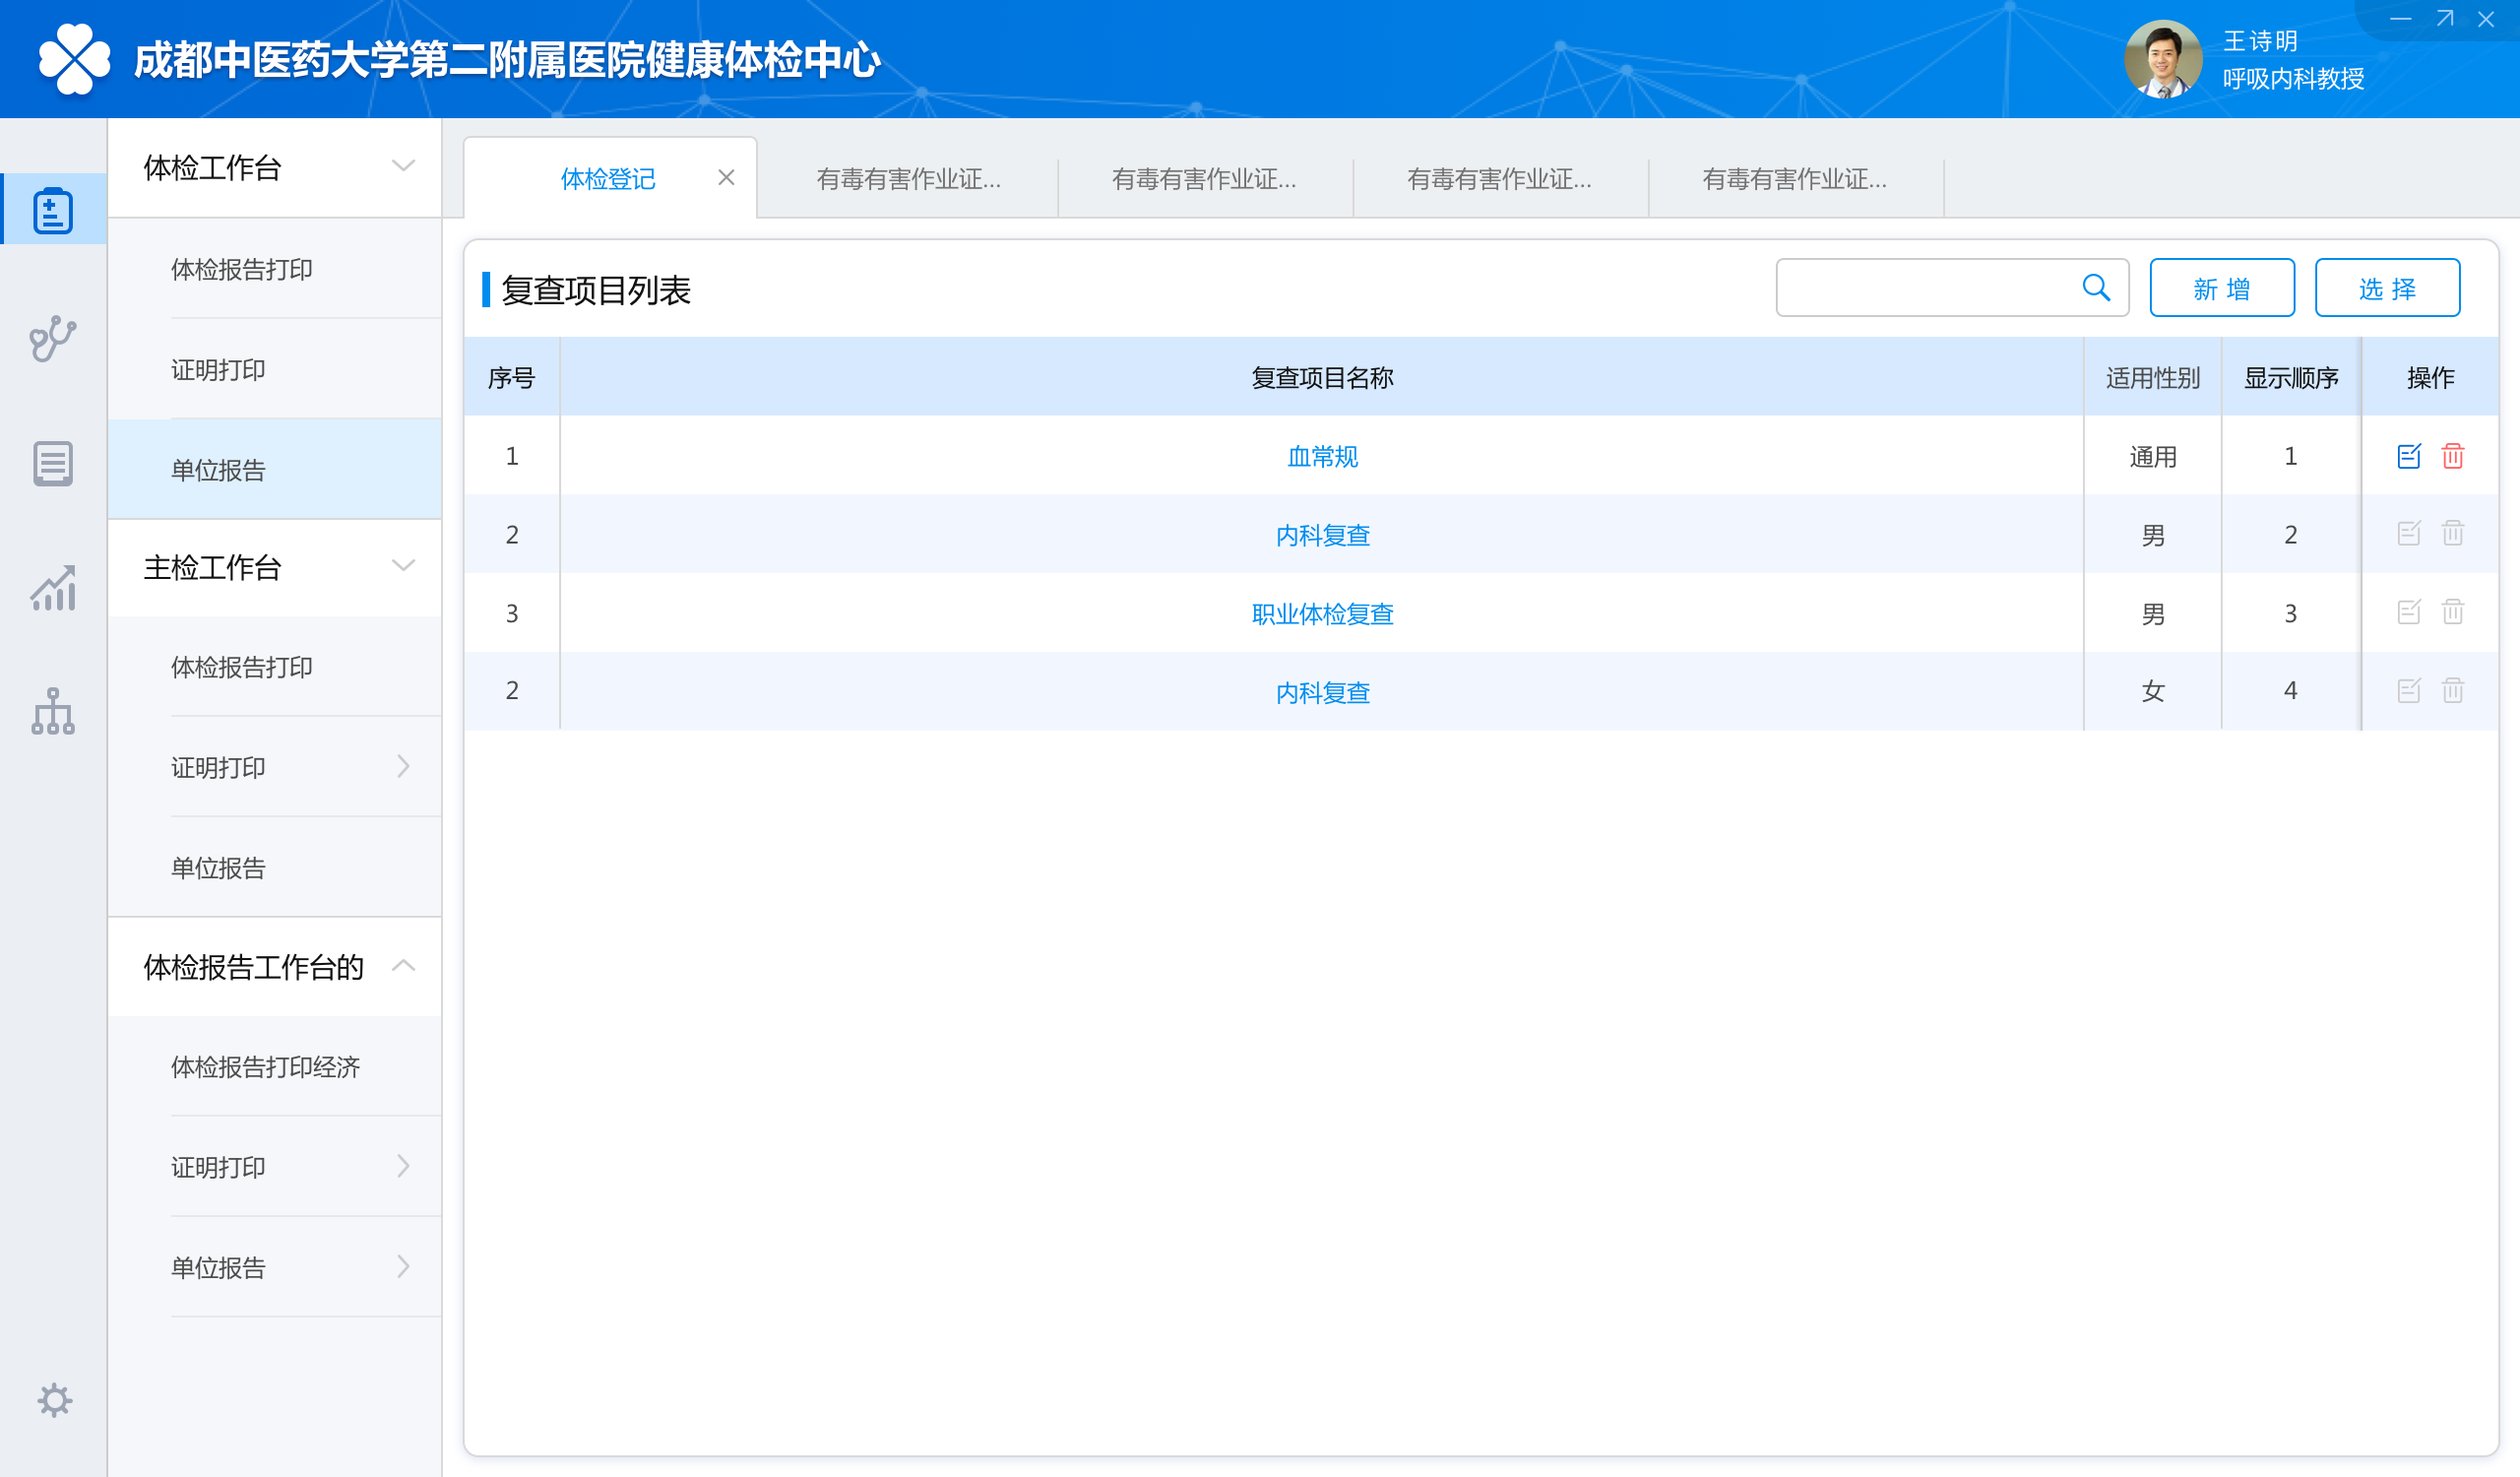 成都中医药大学第二附属医院健康体检中心
王诗明
呼吸内科教授
体检工作台
体检报告打印
证明打印
单位报告
主检工作台
体检报告打印
证明打印
单位报告
体检报告工作台的
体检报告打印经济
证明打印
单位报告
体检登记 有毒有害作业证... 有毒有害作业证... 有毒有害作业证... 有毒有害作业证...
复查项目列表 新 增 选 择
序号 复查项目名称 适用性别 显示顺序 操作
1 血常规 通用 1
2 内科复查 男 2
3 职业体检复查 男 3
2 内科复查 女 4